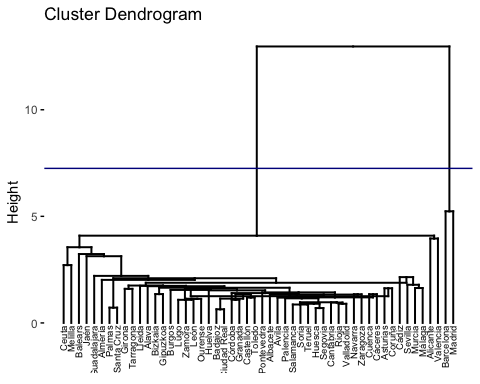 Cluster Dendrogram
Height
10
5
0
Ceuta
Melilla
Balears
Jaén
Guadalajara
Almería
Palmas
Santa Cruz
Girona
Tarragona
Lleida
Álava
Bizkaia
Gipuzkoa
Burgos
Lugo
Zamora
León
Ourense
Huelva
Badajoz
Ciudad Real
Córdoba
Granada
Castellón
Toledo
Pontevedra
Albacete
Ávila
Palencia
Salamanca
Soria
Teruel
Huesca
Segovia
Cantabria
Rioja
Valladolid
Navarra
Zaragoza
Cuenca
Cáceres
Asturias
Coruña
Cádiz
Sevilla
Murcia
Málaga
Alicante
Valencia
Barcelona
Madrid